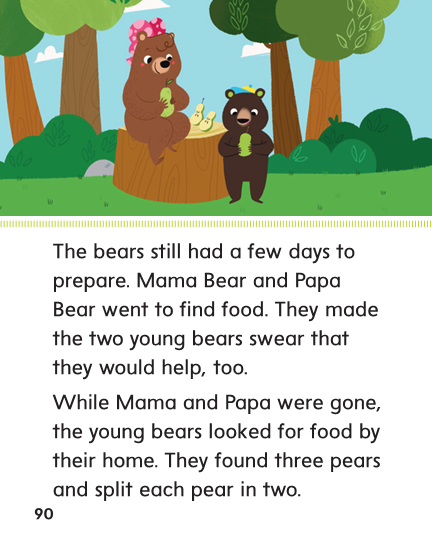 The bears still had a few days to
prepare. Mama Bear and Papa
Bear went to find food. They made
the two young bears swear that
they would help, too.
While Mama and Papa were gone,
the young bears looked for food by
their home. They found three pears
and split each pear in two.
90